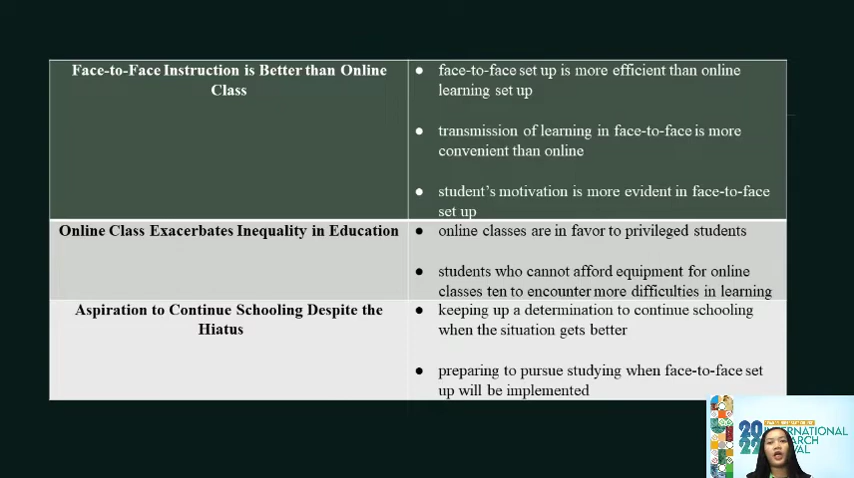 Face-to-Face Instruction is Better than Online
Class
● face-to-face set up is more efficient than online
learning set up
● transmission of learning in face-to-face is more
convenient than online
● student's motivation is more evident in face-to-face
set up
Online Class Exacerbates Inequality in Education
● online classes are in favor to privileged students
● students who cannot afford equipment for online
classes ten to encounter more difficulties in learning
Aspiration to Continue Schooling Despite the
Hiatus
● keeping up a determination to continue schooling
when the situation gets better
● preparing to pursue studying when face-to-face set
up will be implemented
20
22